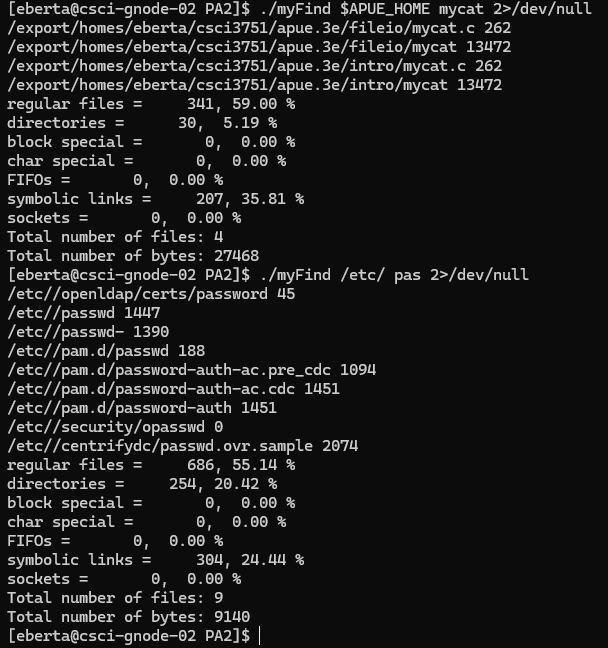 [eberta@csci-gnode-02 PA2]$ ./myFind $APUE_HOME mycat 2>/dev/null
/export/homes/eberta/csci3751/apue.3e/fileio/mycat.c 262
/export/homes/eberta/csci3751/apue.3e/fileio/mycat 13472
/export/homes/eberta/csci3751/apue.3e/intro/mycat.c 262
/export/homes/eberta/csci3751/apue.3e/intro/mycat 13472
regular files =     341, 59.00 %
directories =     30,  5.19 %
block special =       0,  0.00 %
char special =       0,  0.00 %
FIFOs =       0,  0.00 %
symbolic links =     207, 35.81 %
sockets =       0,  0.00 %
Total number of files: 4
Total number of bytes: 27468
[eberta@csci-gnode-02 PA2]$ ./myFind /etc/ pas 2>/dev/null
/etc//openldap/certs/password 45
/etc//passwd 1447
/etc//passwd- 1390
/etc//pam.d/passwd 188
/etc//pam.d/password-auth-ac.pre_cdc 1094
/etc//pam.d/password-auth-ac.cdc 1451
/etc//pam.d/password-auth 1451
/etc//security/opasswd 0
/etc//centrifydc/passwd.ovr.sample 2074
regular files =     686, 55.14 %
directories =     254, 20.42 %
block special =       0,  0.00 %
char special =       0,  0.00 %
FIFOs =       0,  0.00 %
symbolic links =     304, 24.44 %
sockets =       0,  0.00 %
Total number of files: 9
Total number of bytes: 9140
[eberta@csci-gnode-02 PA2]$